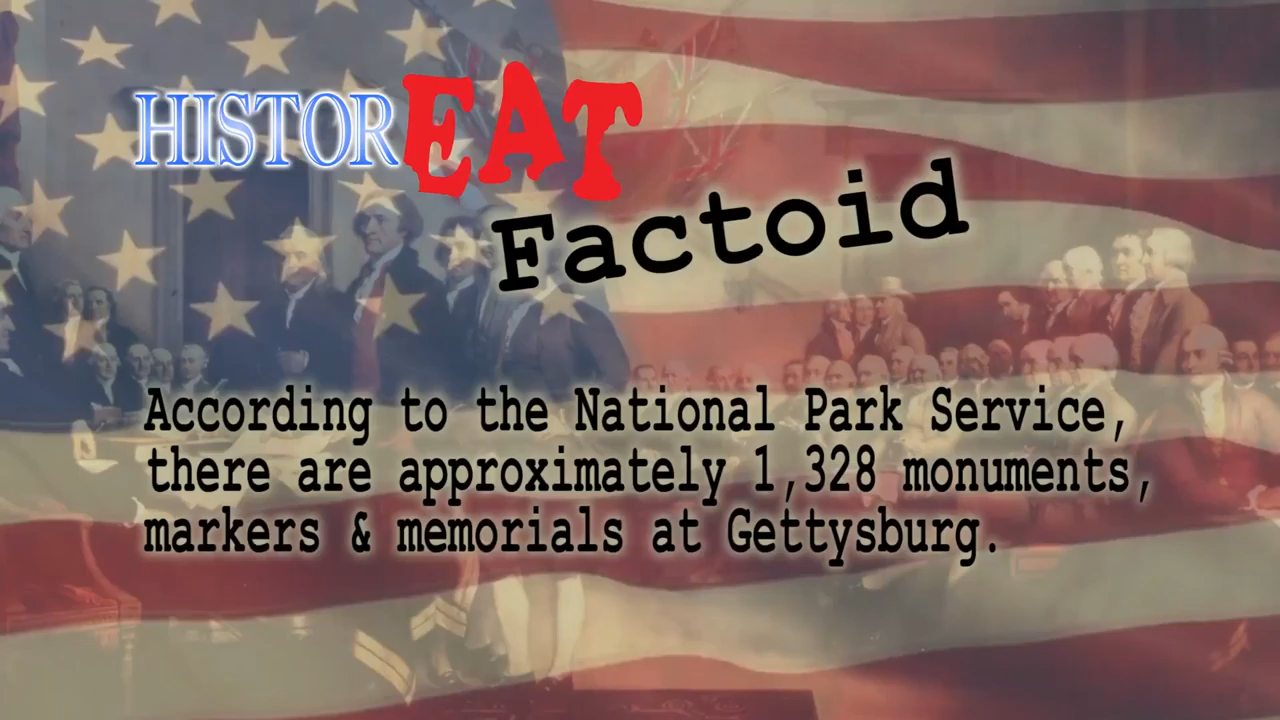 HISTOREAT
Factoid
According to the National Park Service,
there are approximately 1,328 monuments,
markers & memorials at Gettysburg.